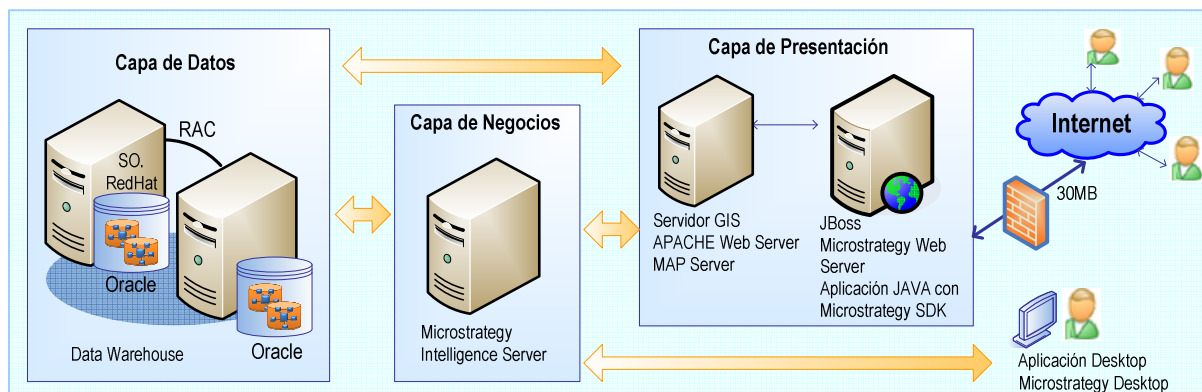 Capa de Datos
RAC
SO.
RedHat
Oracle
Oracle
Data Warehouse
Capa de Negocios
Microstrategy
Intelligence Server
Capa de Presentación
Servidor GIS
APACHE Web Server
MAP Server
JBoss
Microstrategy Web
Server
Aplicación JAVA con
Microstrategy SDK
Internet
30MB
Aplicación Desktop
Microstrategy Desktop